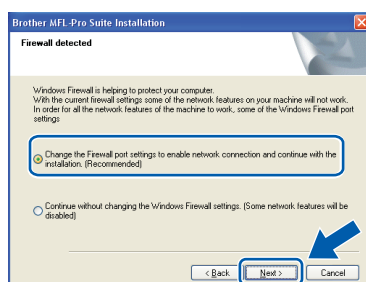 Brother MFL-Pro Suite Installation
Firewall detected
Windows Firewall is helping to protect your computer.
With the current firewall settings some of the network features on your machine will not work.
In order for all the network features of the machine to work, some of the Windows Firewall port
settings
Change the Firewall port settings to enable network connection and continue with the
installation. (Recommended)
Continue without changing the Windows Firewall settings. (Some network features will be
disabled)
< Back
Next >
Cancel